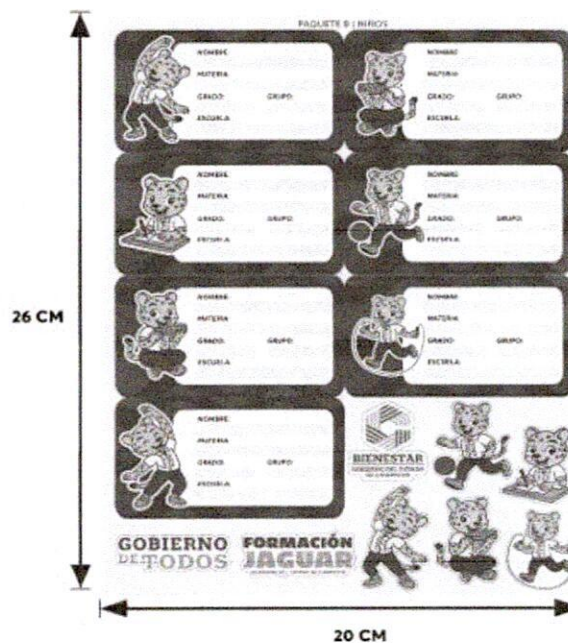 PAQUETE B | NIÑOS
NOMBRE
MATERIA
GRADO: GRUPO:
ESCUELA
NOMBRE
MATERIA
GRADO: GRUPO:
ESCUELA
NOMBRE
MATERIA
GRADO: GRUPO:
ESCUELA
NOMBRE
MATERIA
GRADO: GRUPO:
ESCUELA
26 CM
NOMBRE
MATERIA
GRADO: GRUPO
ESCUELA
NOMBRE
MATERIA
GRADO: GRUPO
ESCUELA
NOMBRE
MATERIA
GRADO: GRUPO
ESCUELA
BIENESTAR
GOBIERNO
DE TODOS
FORMACIÓN
JAGUAR
20 CM